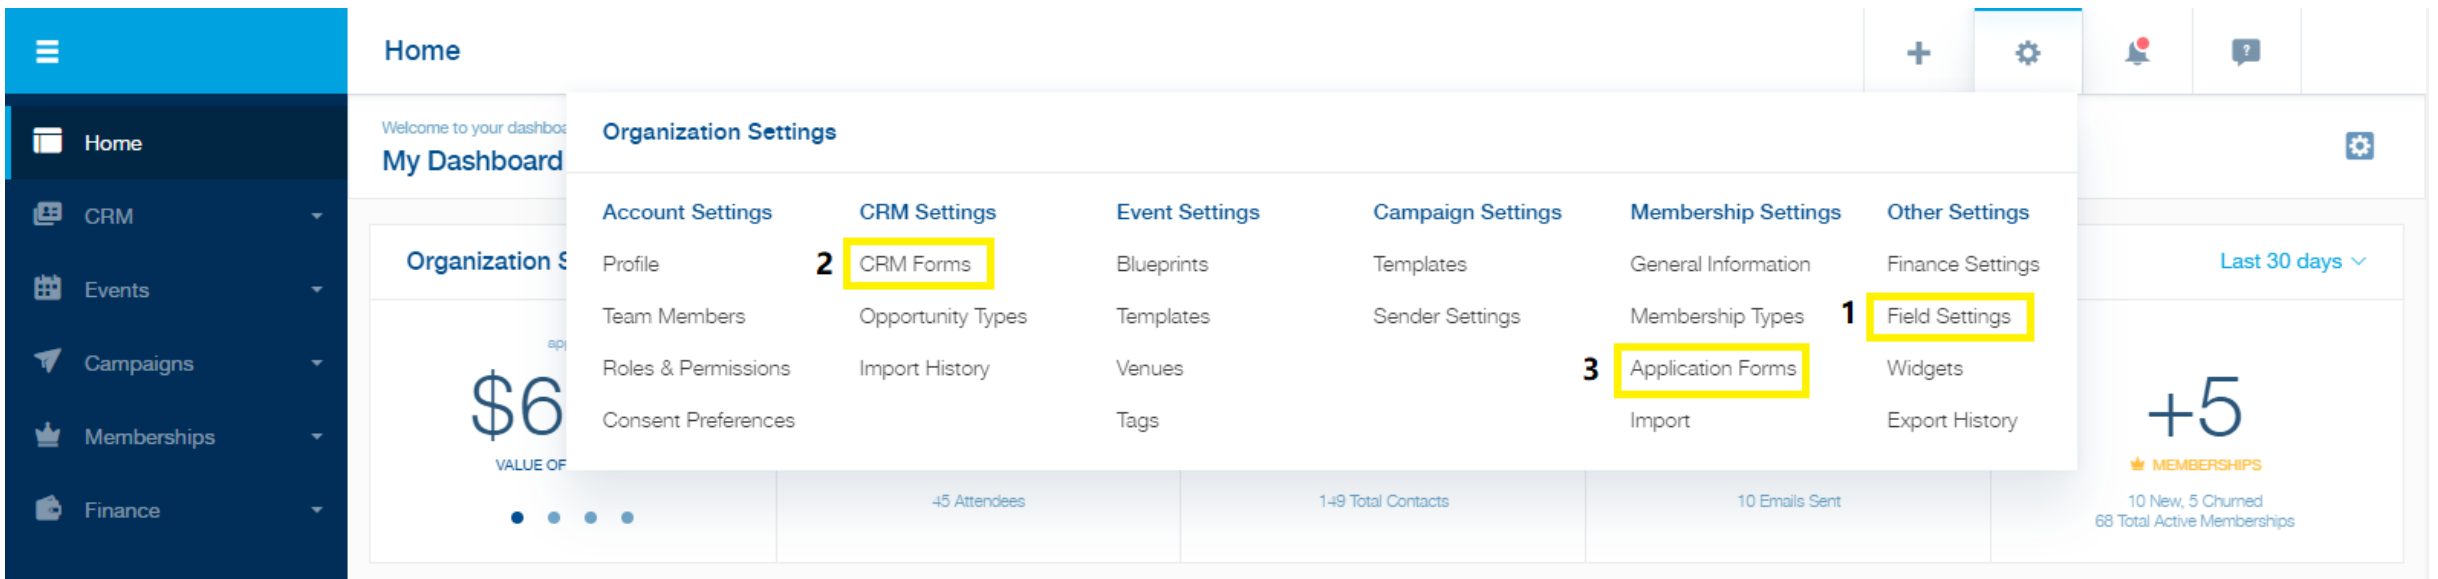 Home
?
Home
CRM
Events
Campaigns
Memberships
Finance
Welcome to your dashboa
My Dashboard
Organization Settings
Account Settings
Profile
Team Members
Roles & Permissions
Consent Preferences
CRM Settings
2 CRM Forms
Opportunity Types
Import History
Event Settings
Blueprints
Templates
Venues
Tags
Campaign Settings
Templates
Sender Settings
Membership Settings
General Information
Membership Types
3 Application Forms
Import
Other Settings
Finance Settings
1 Field Settings
Widgets
Export History
Organization S
Last 30 days
app
$6
VALUE OF
45 Attendees
149 Total Contacts
10 Emails Sent
+5
MEMBERSHIPS
10 New, 5 Churned
68 Total Active Memberships